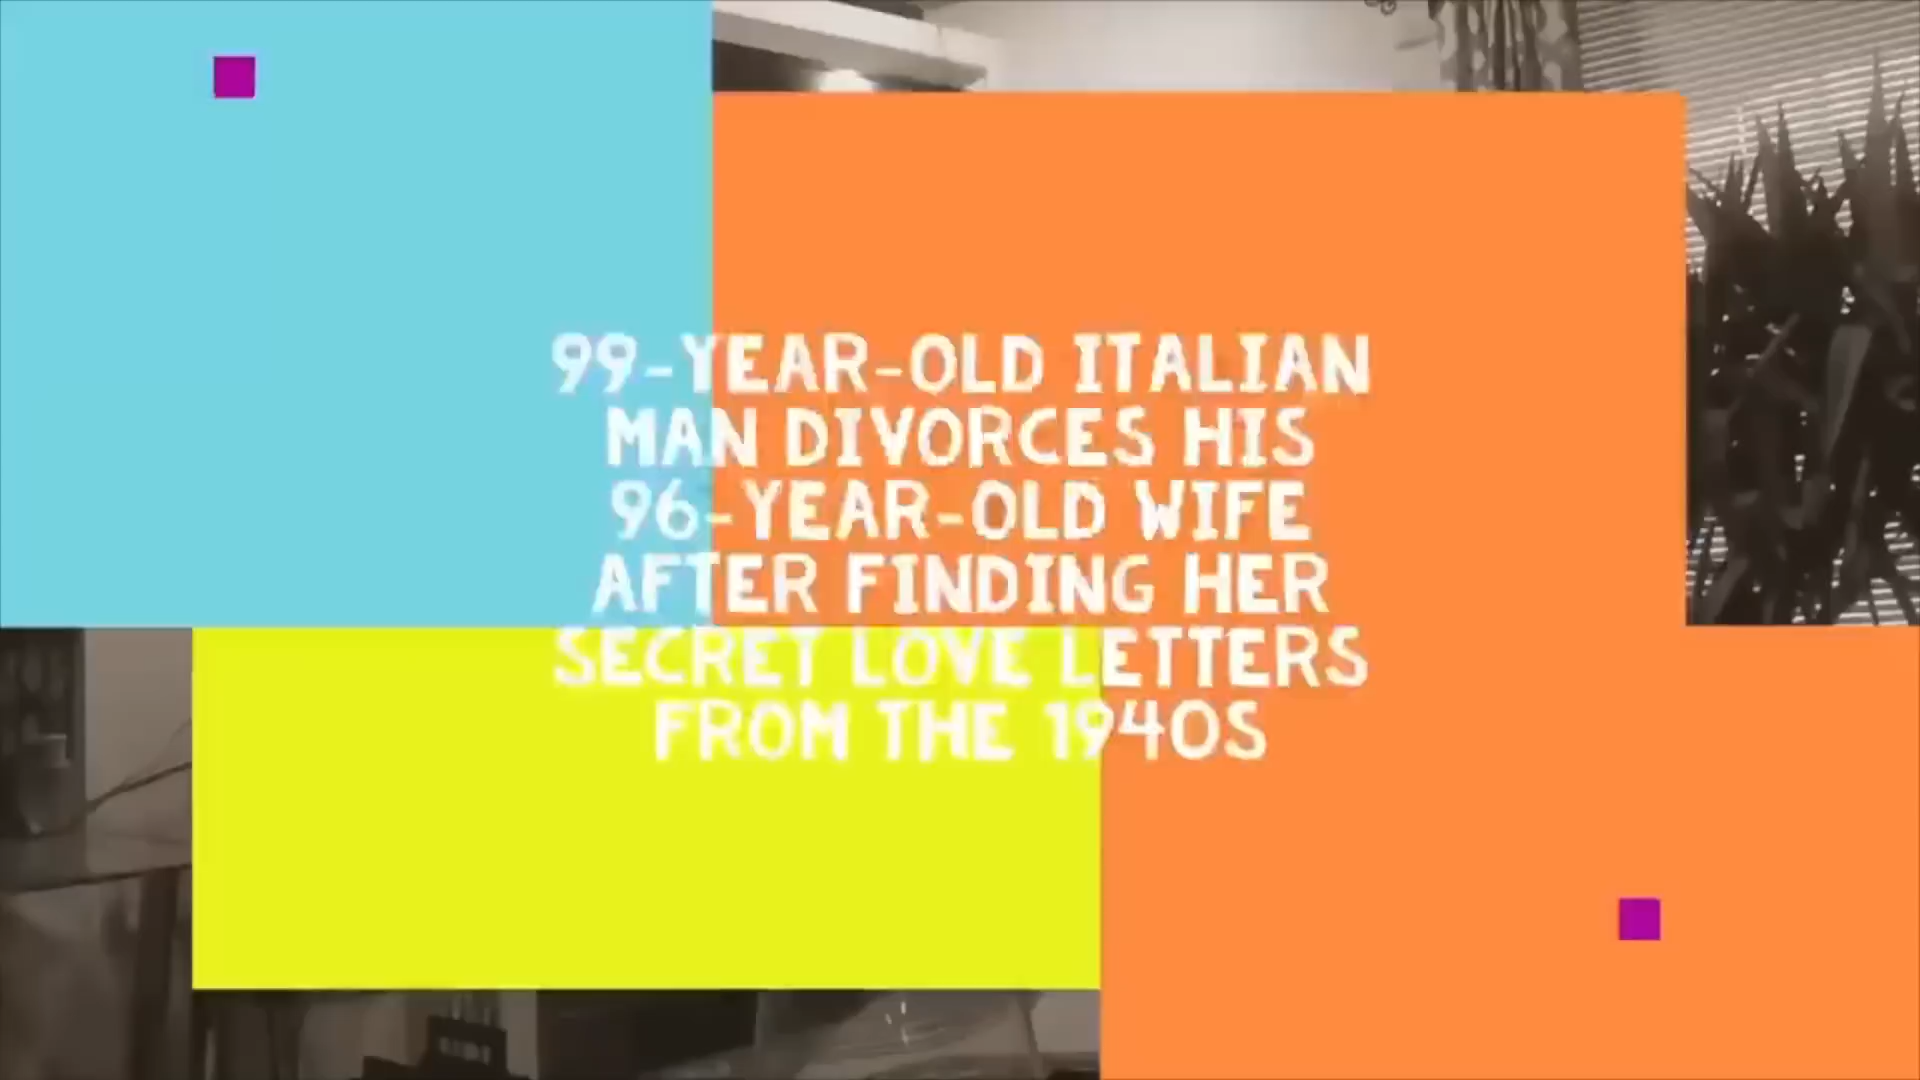 99-YEAR-OLD ITALIAN
MAN DIVORCES HIS
96-YEAR-OLD WIFE
AFTER FINDING HER
SECRET LOVE LETTERS
FROM THE 1940S